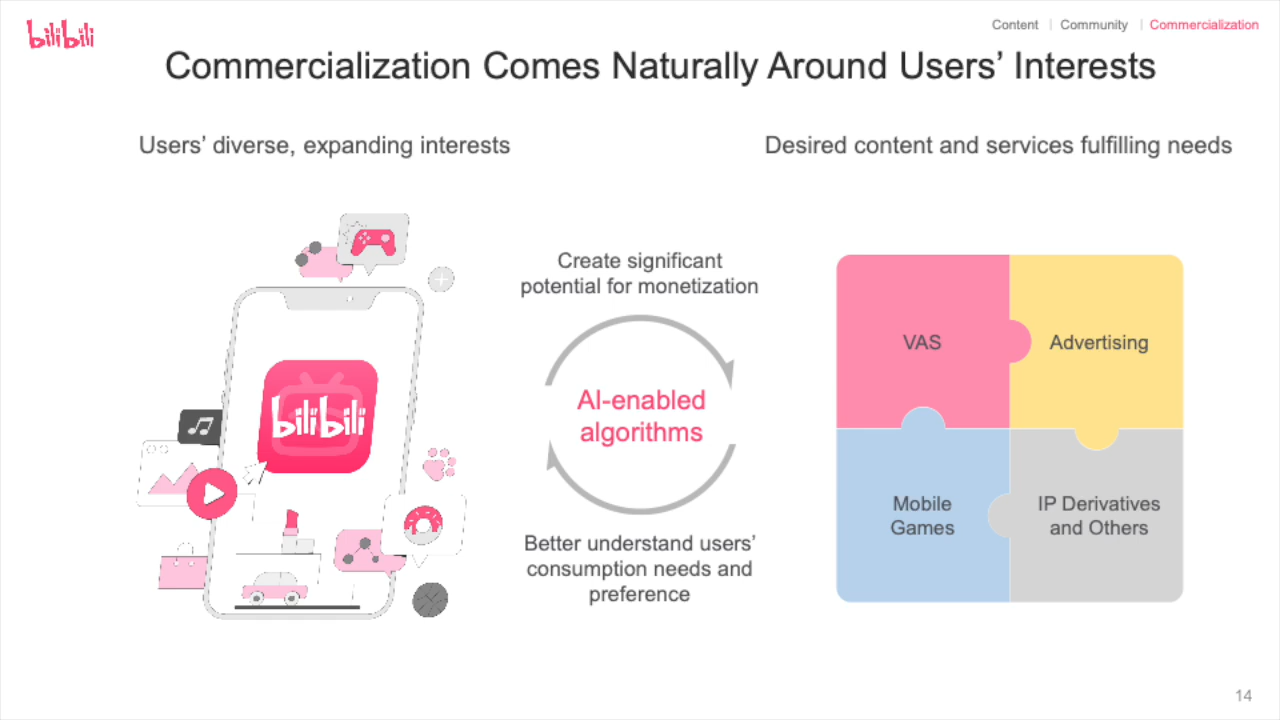 bilibili
Content | Community | Commercialization
Commercialization Comes Naturally Around Users’ Interests
Users’ diverse, expanding interests
Desired content and services fulfilling needs
bilibili
Create significant
potential for monetization
AI-enabled
algorithms
Better understand users’
consumption needs and
preference
VAS
Advertising
Mobile
Games
IP Derivatives
and Others
14